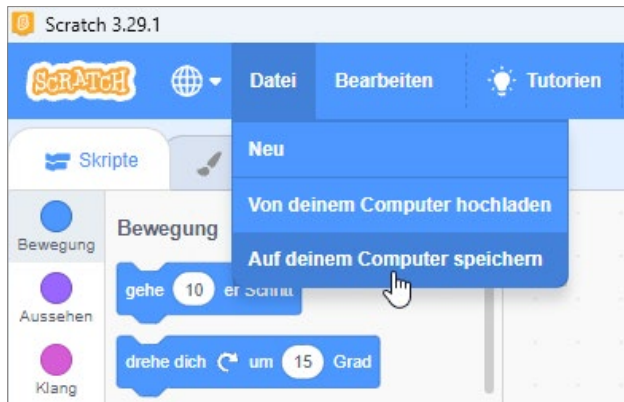 Scratch 3.29.1
SCRATCH Datei Bearbeiten Tutorien
Skripte
Neu
Von deinem Computer hochladen
Auf deinem Computer speichern
Bewegung
Bewegung
gehe 10 er Schritt
Aussehen
drehe dich um 15 Grad
Klang